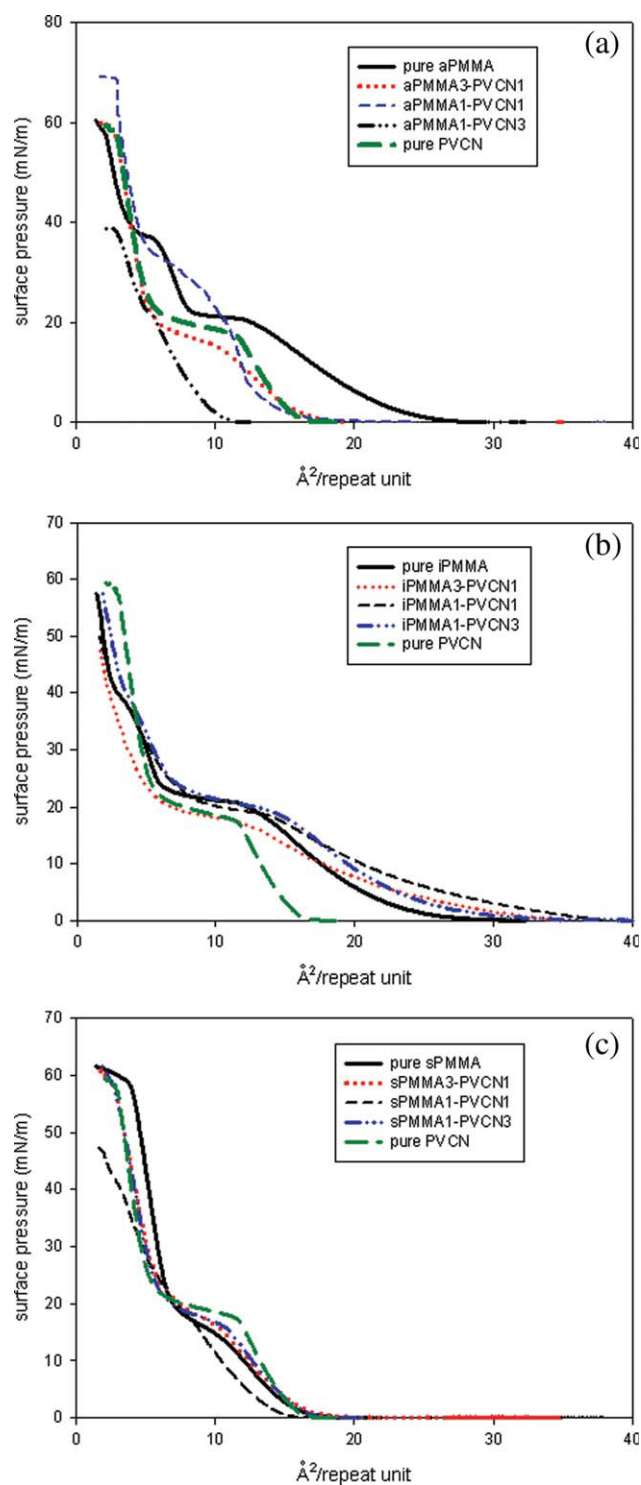 (a)
pure aPMMA
aPMMA3-PVCN1
aPMMA1-PVCN1
aPMMA1-PVCN3
pure PVCN
surface pressure (mN/m)
80
60
40
20
0
0 10 20 30 40
Å²/repeat unit
(b)
pure iPMMA
iPMMA3-PVCN1
iPMMA1-PVCN1
iPMMA1-PVCN3
pure PVCN
surface pressure (mN/m)
70
60
50
40
30
20
10
0
0 10 20 30 40
Å²/repeat unit
(c)
pure sPMMA
sPMMA3-PVCN1
sPMMA1-PVCN1
sPMMA1-PVCN3
pure PVCN
surface pressure (mN/m)
70
60
50
40
30
20
10
0
0 10 20 30 40
Å²/repeat unit